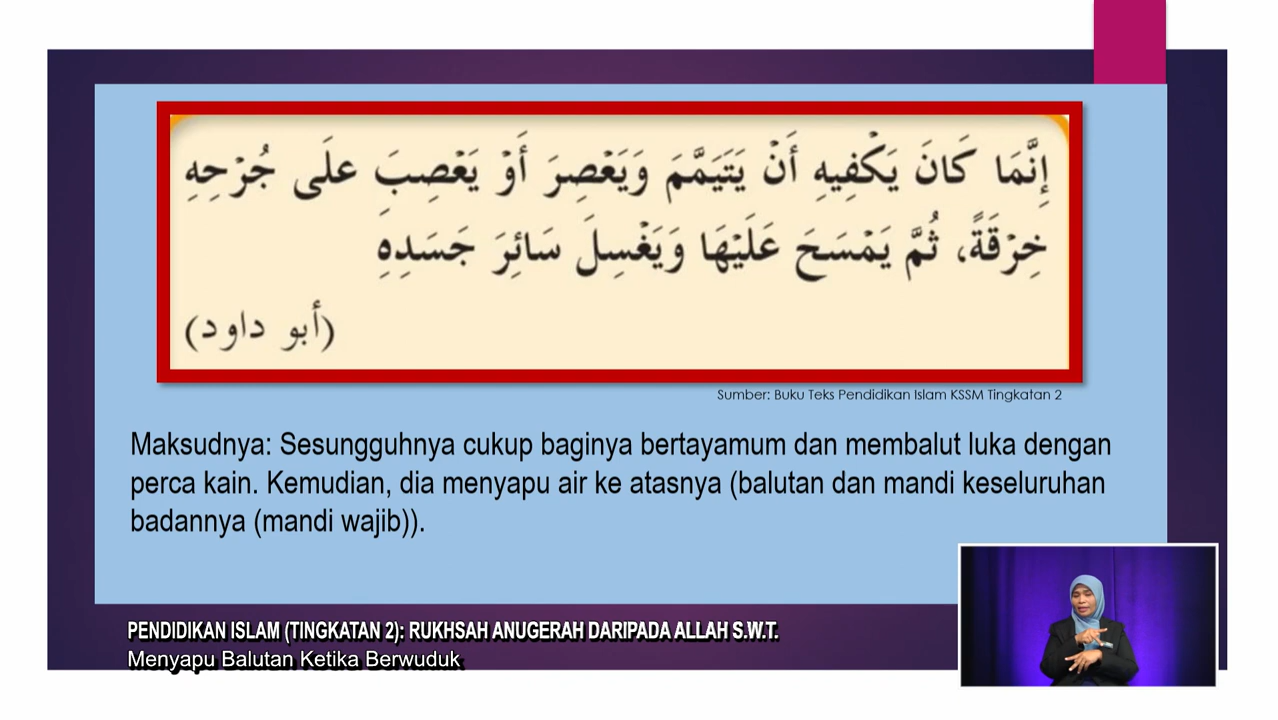 إِنَّمَا كَانَ يَكْفِيهِ أَنْ يَتَيَمَّمَ وَيَعْصِرَ أَوْ يَعْصِبَ علَى جُرْحِهِ
خِرْقَةً، ثُمَّ يَمْسَحَ عَلَيْهَا وَيَغْسِلَ سَائِرَ جَسَدِهِ
(أبو داود)
Sumber: Buku Teks Pendidikan Islam KSSM Tingkatan 2
Maksudnya: Sesungguhnya cukup baginya bertayamum dan membalut luka dengan
perca kain. Kemudian, dia menyapu air ke atasnya (balutan dan mandi keseluruhan
badannya (mandi wajib)).
PENDIDIKAN ISLAM (TINGKATAN 2): RUKHSAH ANUGERAH DARIPADA ALLAH S.W.T.
Menyapu Balutan Ketika Berwuduk